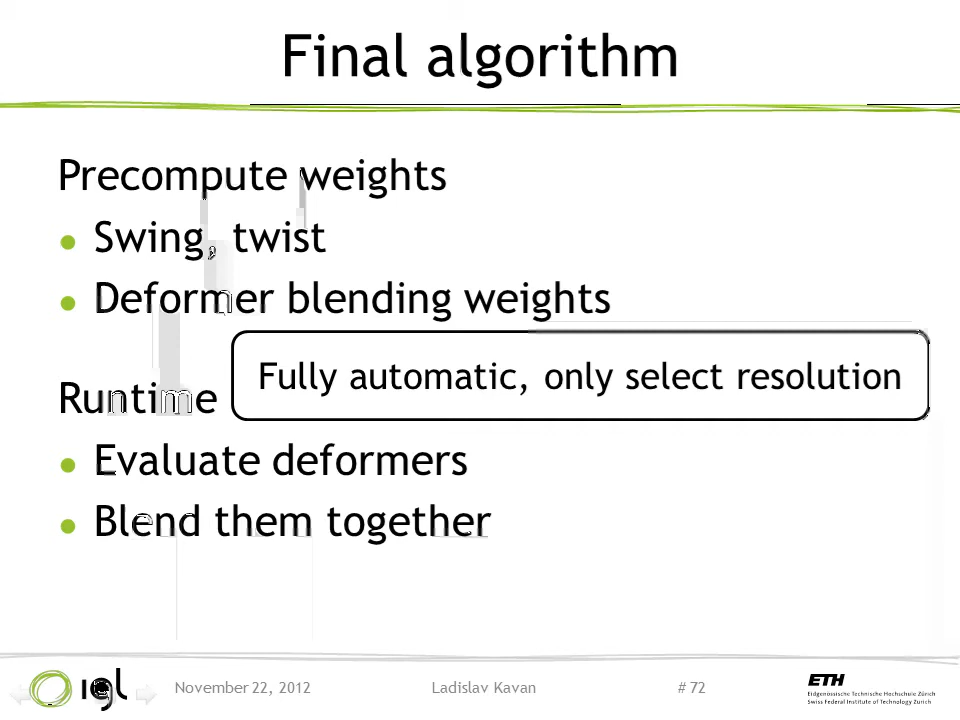 Final algorithm
Precompute weights
● Swing, twist
● Deformer blending weights
Fully automatic, only select resolution
Runtime
● Evaluate deformers
● Blend them together
igl
November 22, 2012 Ladislav Kavan # 72
ETH
Eidgenössische Technische Hochschule Zürich
Swiss Federal Institute of Technology Zurich